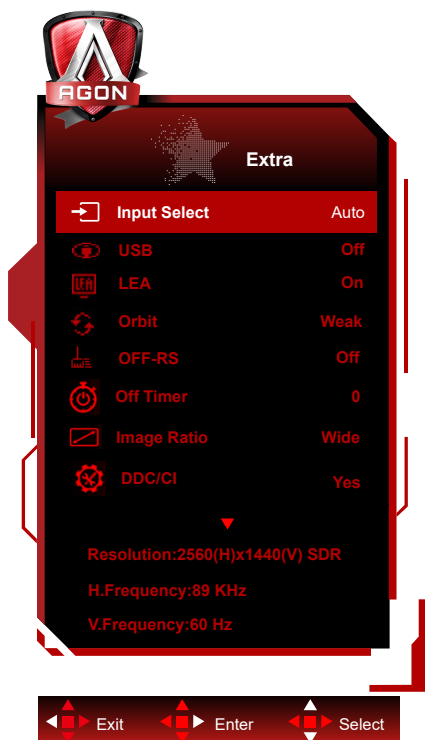 AGON
Extra
Input Select Auto
USB Off
LEA On
Orbit Weak
OFF-RS Off
Off Timer 0
Image Ratio Wide
DDC/CI Yes
Resolution:2560(H)x1440(V) SDR
H.Frequency:89 KHz
V.Frequency:60 Hz
Exit Enter Select